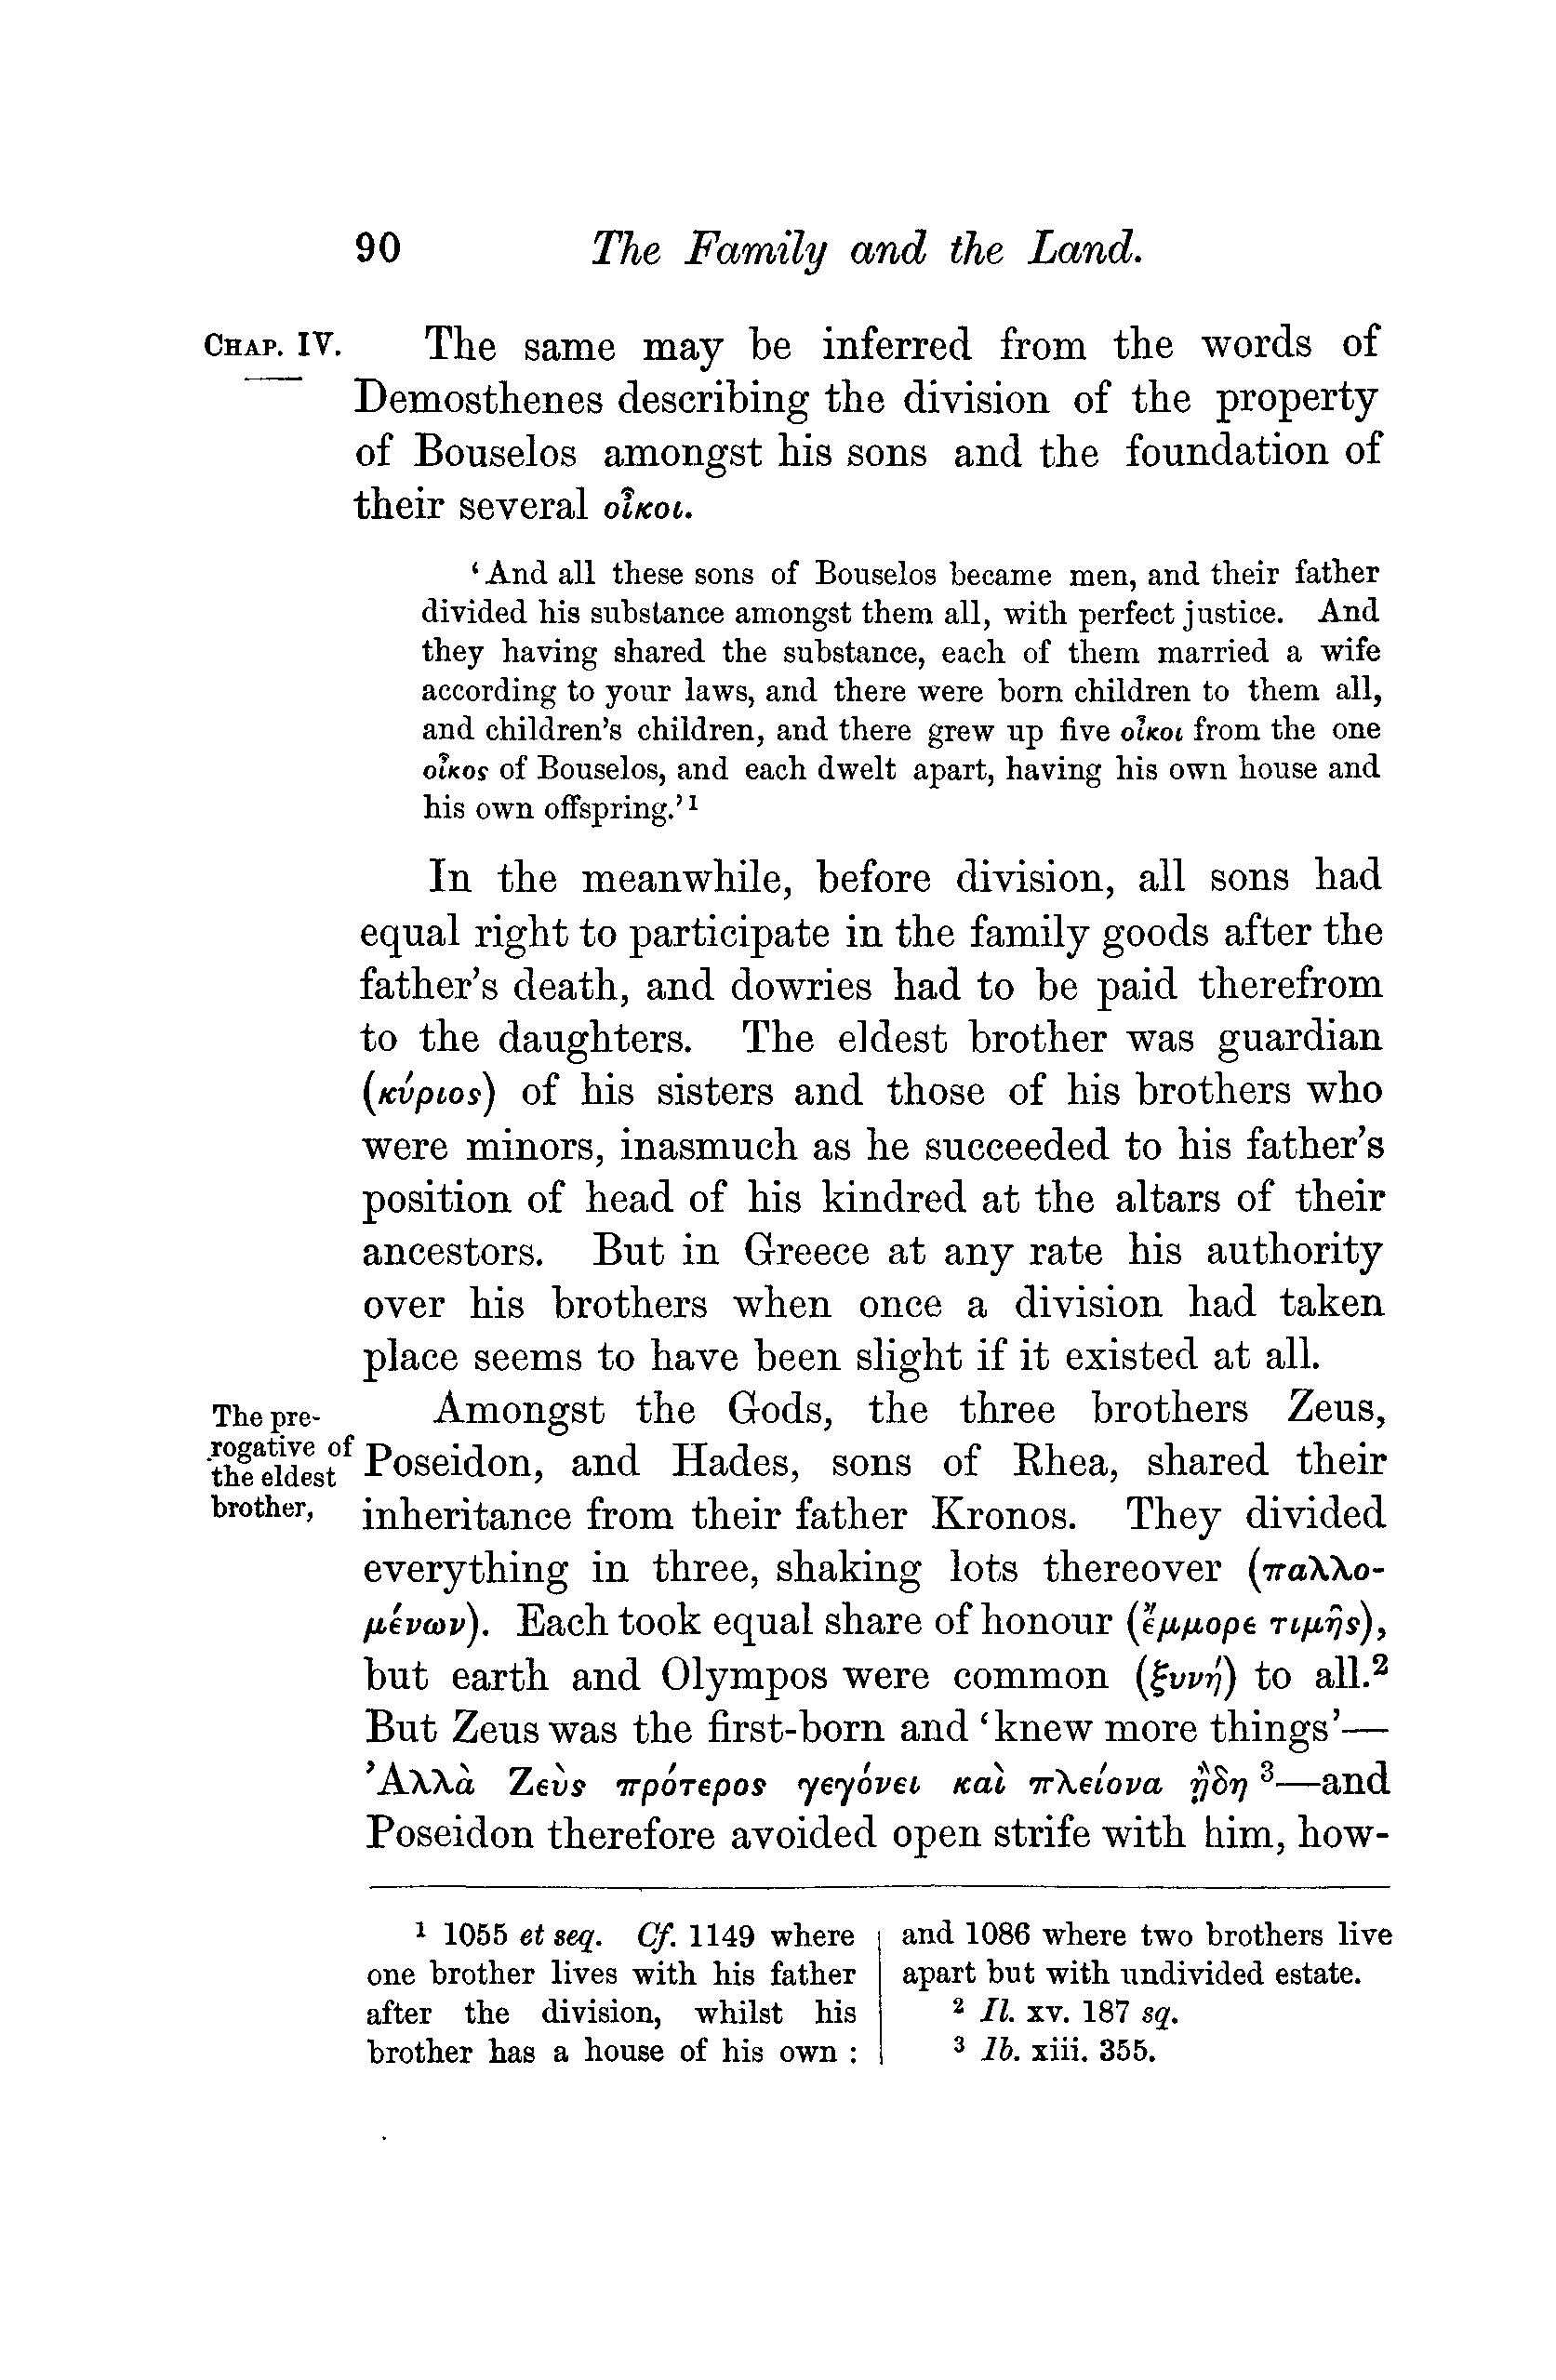 90 The Family and the Land.
CHAP. IV.
The same may be inferred from the words of
Demosthenes describing the division of the property
of Bouselos amongst his sons and the foundation of
their several οἶκοι.
‘And all these sons of Bouselos became men, and their father
divided his substance amongst them all, with perfect justice. And
they having shared the substance, each of them married a wife
according to your laws, and there were born children to them all,
and children’s children, and there grew up five οἶκοι from the one
οἶκος of Bouselos, and each dwelt apart, having his own house and
his own offspring.’¹
In the meanwhile, before division, all sons had
equal right to participate in the family goods after the
father’s death, and dowries had to be paid therefrom
to the daughters. The eldest brother was guardian
(κύριος) of his sisters and those of his brothers who
were minors, inasmuch as he succeeded to his father’s
position of head of his kindred at the altars of their
ancestors. But in Greece at any rate his authority
over his brothers when once a division had taken
place seems to have been slight if it existed at all.
The pre-
rogative of
the eldest
brother,
Amongst the Gods, the three brothers Zeus,
Poseidon, and Hades, sons of Rhea, shared their
inheritance from their father Kronos. They divided
everything in three, shaking lots thereover (παλλο-
μένων). Each took equal share of honour (ἔμμορε τιμῆς),
but earth and Olympos were common (ξυνὴ) to all.²
But Zeus was the first-born and ‘knew more things’—
’Αλλὰ Ζεὺς πρότερος γεγόνει καὶ πλείονα ᾔδη ³—and
Poseidon therefore avoided open strife with him, how-
¹ 1055 et seq. Cf. 1149 where
one brother lives with his father
after the division, whilst his
brother has a house of his own :
and 1086 where two brothers live
apart but with undivided estate.
² Il. xv. 187 sq.
³ Ib. xiii. 355.